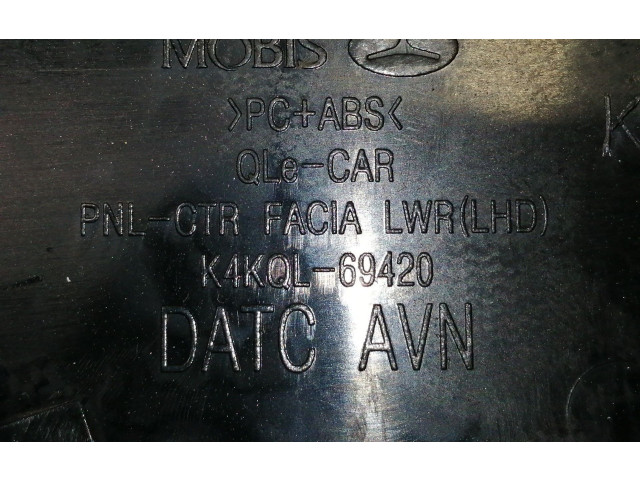 MOBIS
>PC+ABS<
QLe-CAR
PNL-CTR FACIA LWR(LHD)
K4KQL-69420
DATC AVN
K